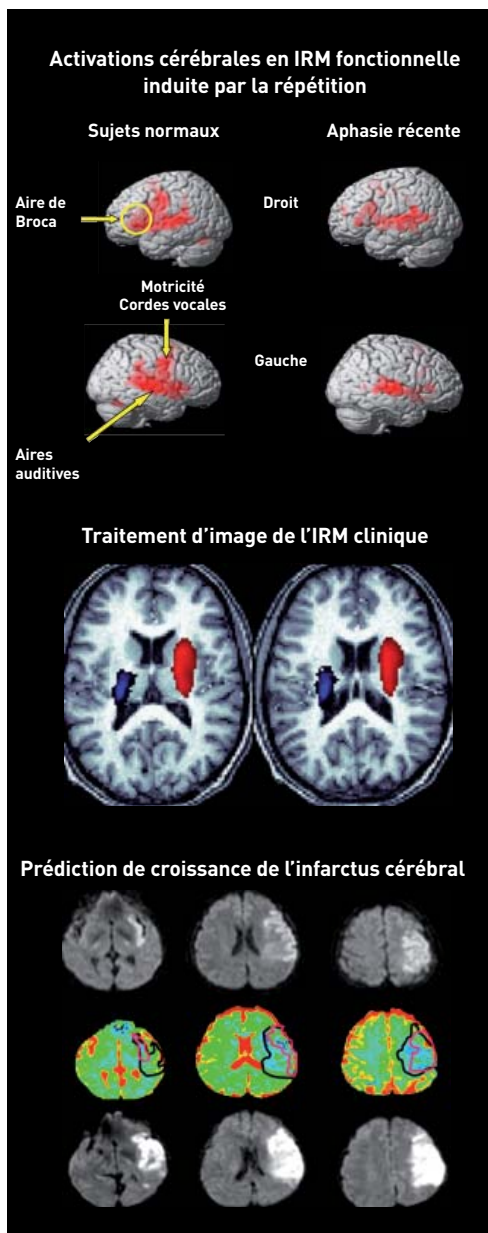 Activations cérébrales en IRM fonctionnelle
induite par la répétition
Sujets normaux
Aphasie récente
Aire de
Broca
Droit
Motricité
Cordes vocales
Gauche
Aires
auditives
Traitement d’image de l’IRM clinique
Prédiction de croissance de l’infarctus cérébral